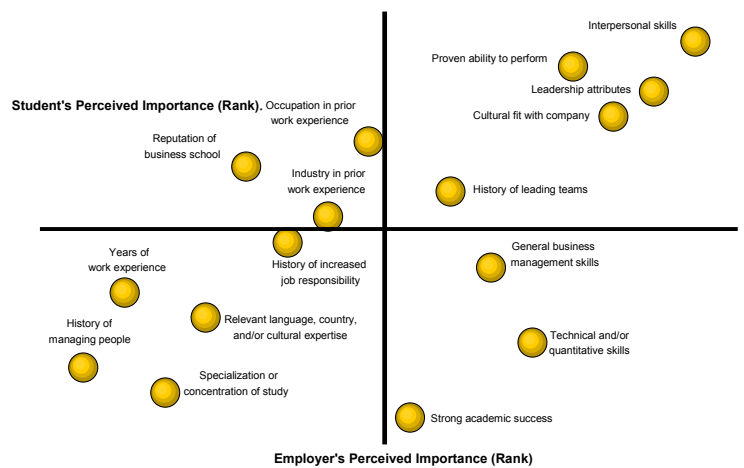 Interpersonal skills
Proven ability to perform
Leadership attributes
Student's Perceived Importance (Rank).
Occupation in prior
work experience
Cultural fit with company
Reputation of
business school
Industry in prior
work experience
History of leading teams
Years of
work experience
History of increased
job responsibility
General business
management skills
History of
managing people
Relevant language, country,
and/or cultural expertise
Technical and/or
quantitative skills
Specialization or
concentration of study
Strong academic success
Employer's Perceived Importance (Rank)